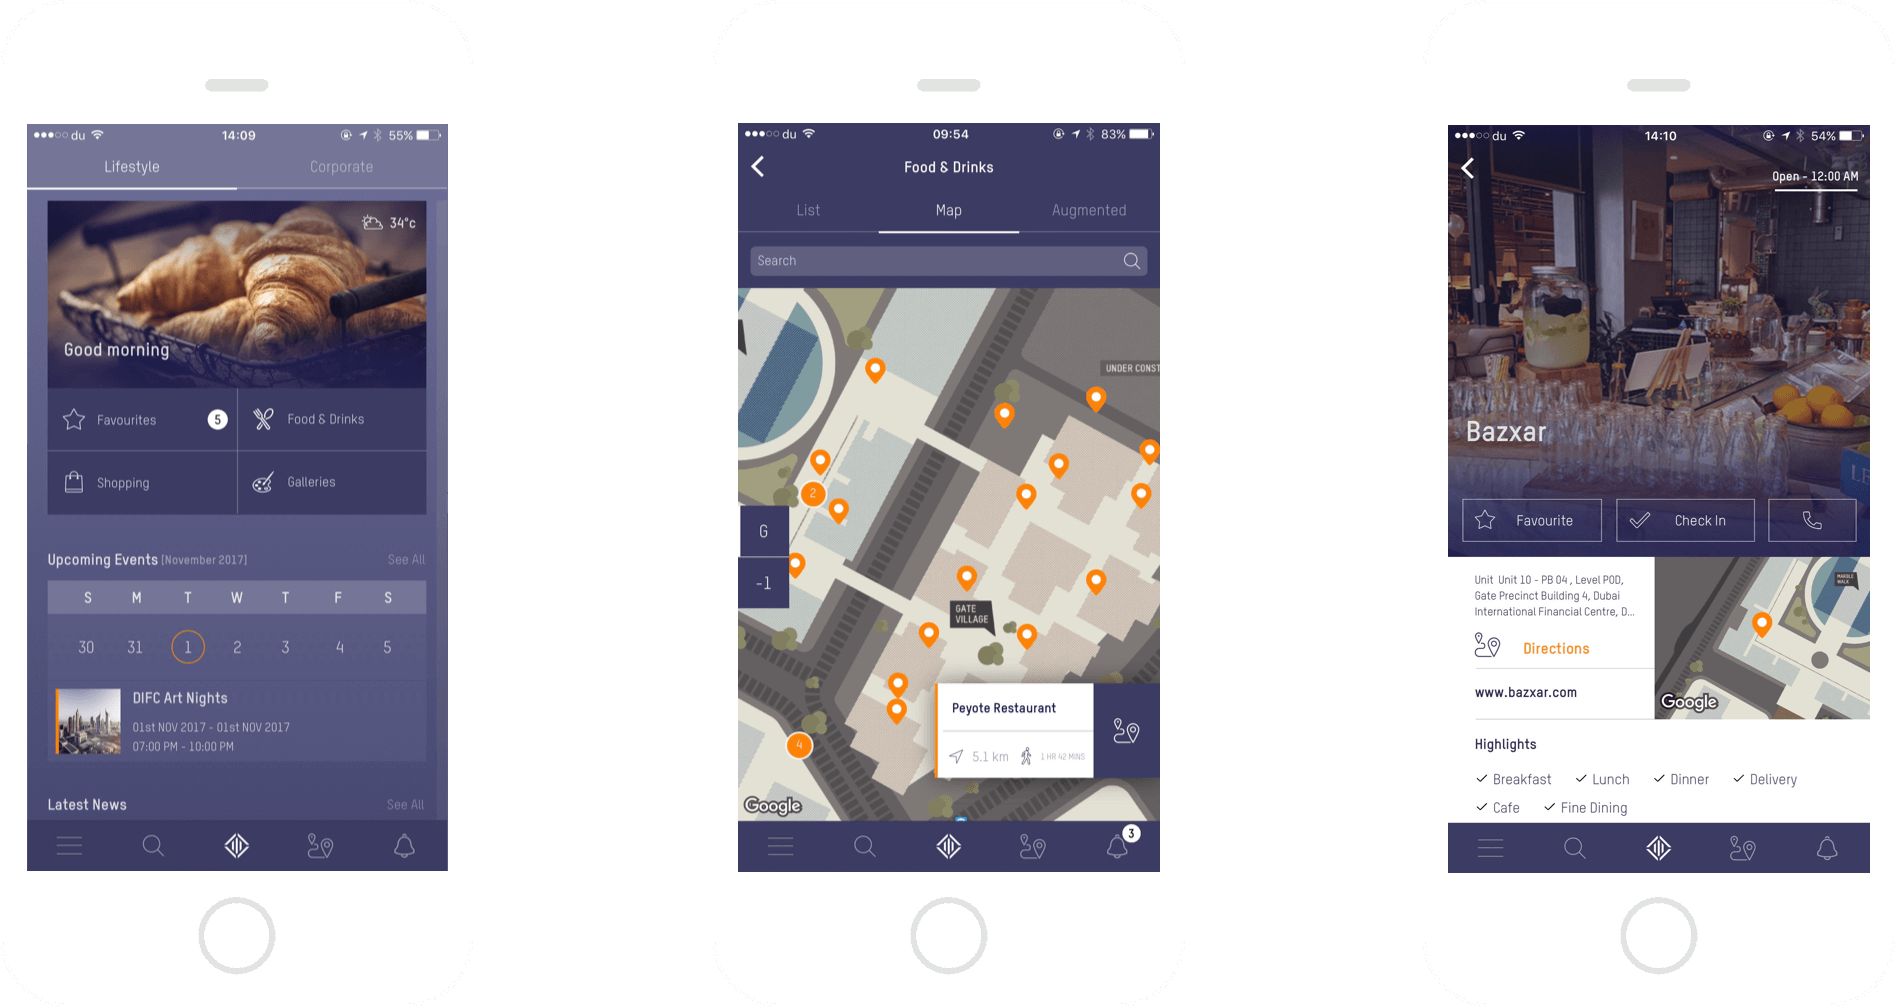 du 14:09 55%
Lifestyle Corporate
34°c
Good morning
Favourites 5 Food & Drinks
Shopping Galleries
Upcoming Events [November 2017] See All
S M T W T F S
30 31 1 2 3 4 5
DIFC Art Nights
01st NOV 2017 - 01st NOV 2017
07:00 PM - 10:00 PM
Latest News See All
du 09:54 83%
Food & Drinks
List Map Augmented
Search
UNDER CONST
2
G
-1
GATE
VILLAGE
Peyote Restaurant
5.1 km 1 HR 42 MINS
4
Google
3
du 14:10 54%
Open - 12:00 AM
Bazxar
LE
Favourite Check In
Unit Unit 10 - PB 04 , Level POD,
Gate Precinct Building 4, Dubai
International Financial Centre, D...
MARBLE
WALK
Directions
www.bazxar.com
Google
Highlights
Breakfast Lunch Dinner Delivery
Cafe Fine Dining